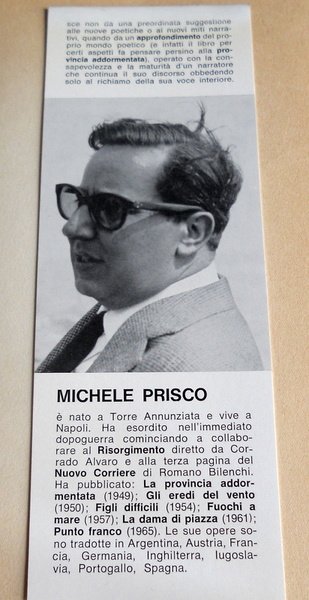 sce non da una preordinata suggestione
alle nuove poetiche o ai nuovi miti narra-
tivi, quando da un approfondimento del pro-
prio mondo poetico (e infatti il libro per
certi aspetti fa pensare persino alla pro-
vincia addormentata), operato con la con-
sapevolezza e la maturità d'un narratore
che continua il suo discorso obbedendo
solo al richiamo della sua voce interiore.
MICHELE PRISCO
è nato a Torre Annunziata e vive a
Napoli. Ha esordito nell'immediato
dopoguerra cominciando a collabo-
rare al Risorgimento diretto da Cor-
rado Alvaro e alla terza pagina del
Nuovo Corriere di Romano Bilenchi.
Ha pubblicato: La provincia addor-
mentata (1949); Gli eredi del vento
(1950); Figli difficili (1954); Fuochi a
mare (1957); La dama di piazza (1961);
Punto franco (1965). Le sue opere so-
no tradotte in Argentina, Austria, Fran-
cia, Germania, Inghilterra, Iugosla-
via, Portogallo, Spagna.